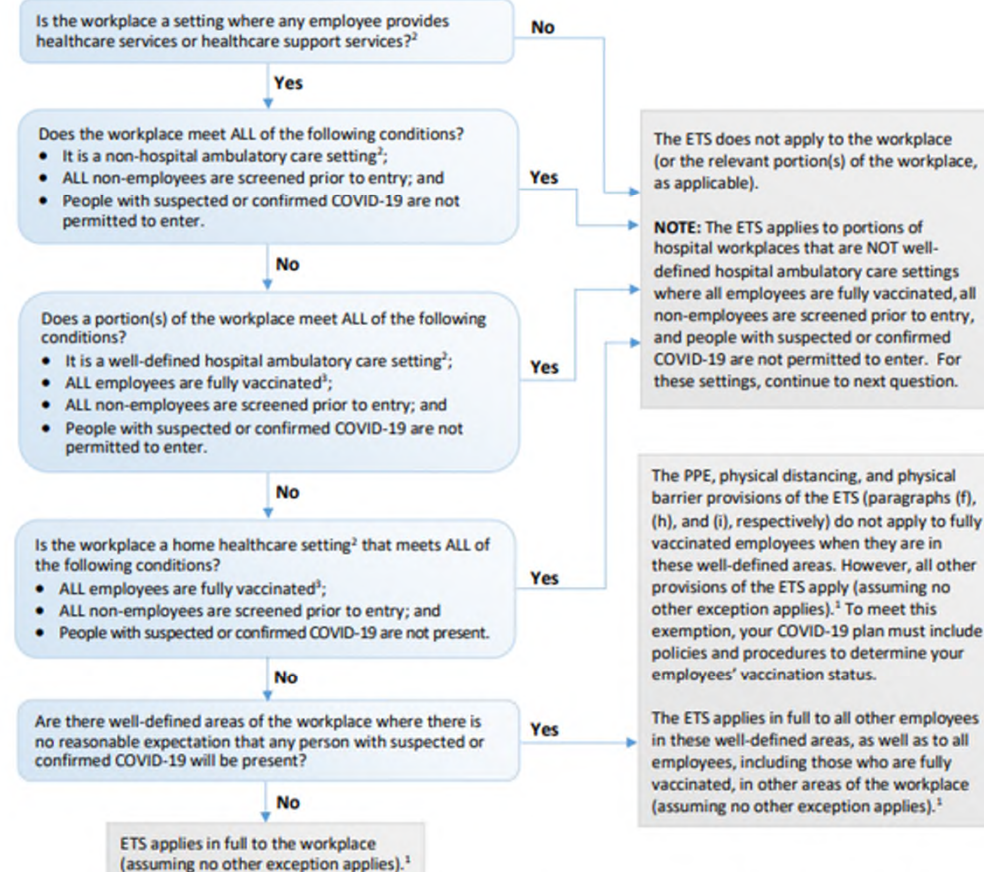 Is the workplace a setting where any employee provides
healthcare services or healthcare support services?²
No
Yes
Does the workplace meet ALL of the following conditions?
• It is a non-hospital ambulatory care setting²;
• ALL non-employees are screened prior to entry; and
• People with suspected or confirmed COVID-19 are not
permitted to enter.
Yes
No
The ETS does not apply to the workplace
(or the relevant portion(s) of the workplace,
as applicable).
NOTE: The ETS applies to portions of
hospital workplaces that are NOT well-
defined hospital ambulatory care settings
where all employees are fully vaccinated, all
non-employees are screened prior to entry,
and people with suspected or confirmed
COVID-19 are not permitted to enter. For
these settings, continue to next question.
Does a portion(s) of the workplace meet ALL of the following
conditions?
• It is a well-defined hospital ambulatory care setting²;
• ALL employees are fully vaccinated³;
• ALL non-employees are screened prior to entry; and
• People with suspected or confirmed COVID-19 are not
permitted to enter.
Yes
No
Is the workplace a home healthcare setting² that meets ALL of
the following conditions?
• ALL employees are fully vaccinated³;
• ALL non-employees are screened prior to entry; and
• People with suspected or confirmed COVID-19 are not present.
Yes
No
Are there well-defined areas of the workplace where there is
no reasonable expectation that any person with suspected or
confirmed COVID-19 will be present?
Yes
The PPE, physical distancing, and physical
barrier provisions of the ETS (paragraphs (f),
(h), and (i), respectively) do not apply to fully
vaccinated employees when they are in
these well-defined areas. However, all other
provisions of the ETS apply (assuming no
other exception applies).¹ To meet this
exemption, your COVID-19 plan must include
policies and procedures to determine your
employees' vaccination status.
The ETS applies in full to all other employees
in these well-defined areas, as well as to all
employees, including those who are fully
vaccinated, in other areas of the workplace
(assuming no other exception applies).¹
No
ETS applies in full to the workplace
(assuming no other exception applies).¹